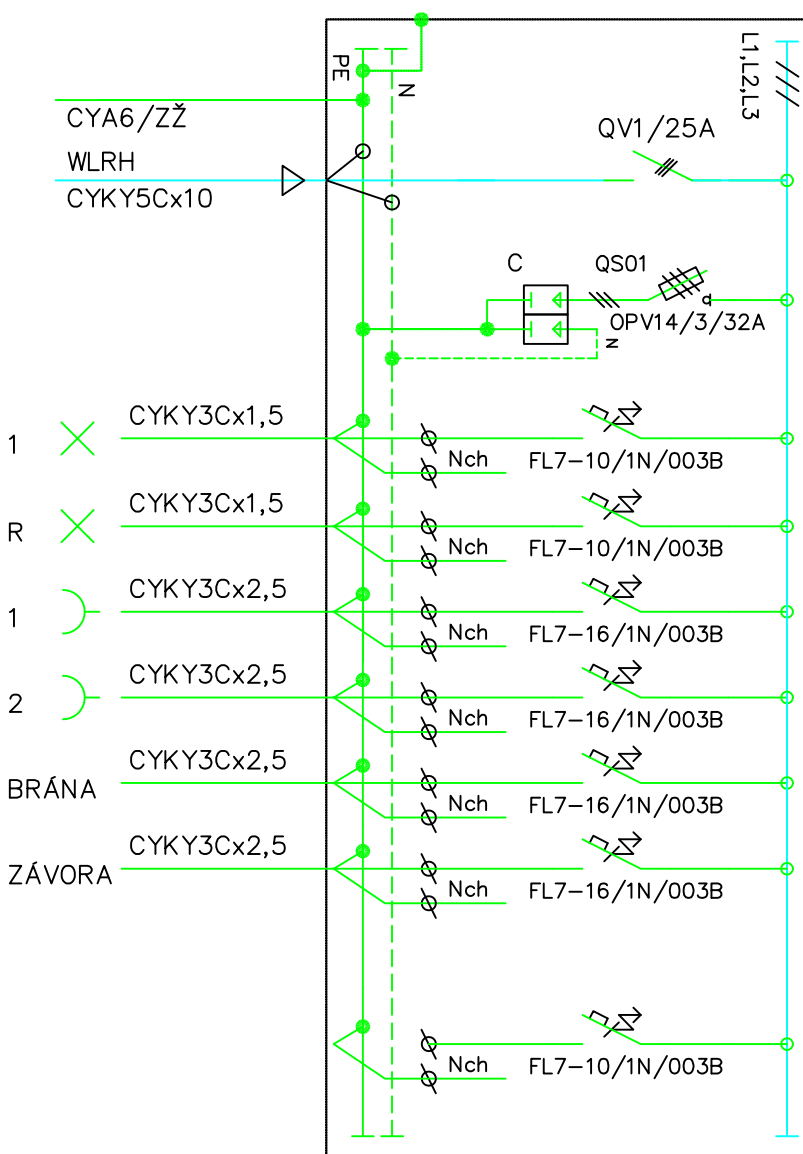 L1,L2,L3
PE
N
CYA6/ZŽ
QV1/25A
WLRH
CYKY5Cx10
C
QS01
OPV14/3/32A
N
1
CYKY3Cx1,5
Nch
FL7-10/1N/003B
R
CYKY3Cx1,5
Nch
FL7-10/1N/003B
1
CYKY3Cx2,5
Nch
FL7-16/1N/003B
2
CYKY3Cx2,5
Nch
FL7-16/1N/003B
BRÁNA
CYKY3Cx2,5
Nch
FL7-16/1N/003B
ZÁVORA
CYKY3Cx2,5
Nch
FL7-16/1N/003B
Nch
FL7-10/1N/003B